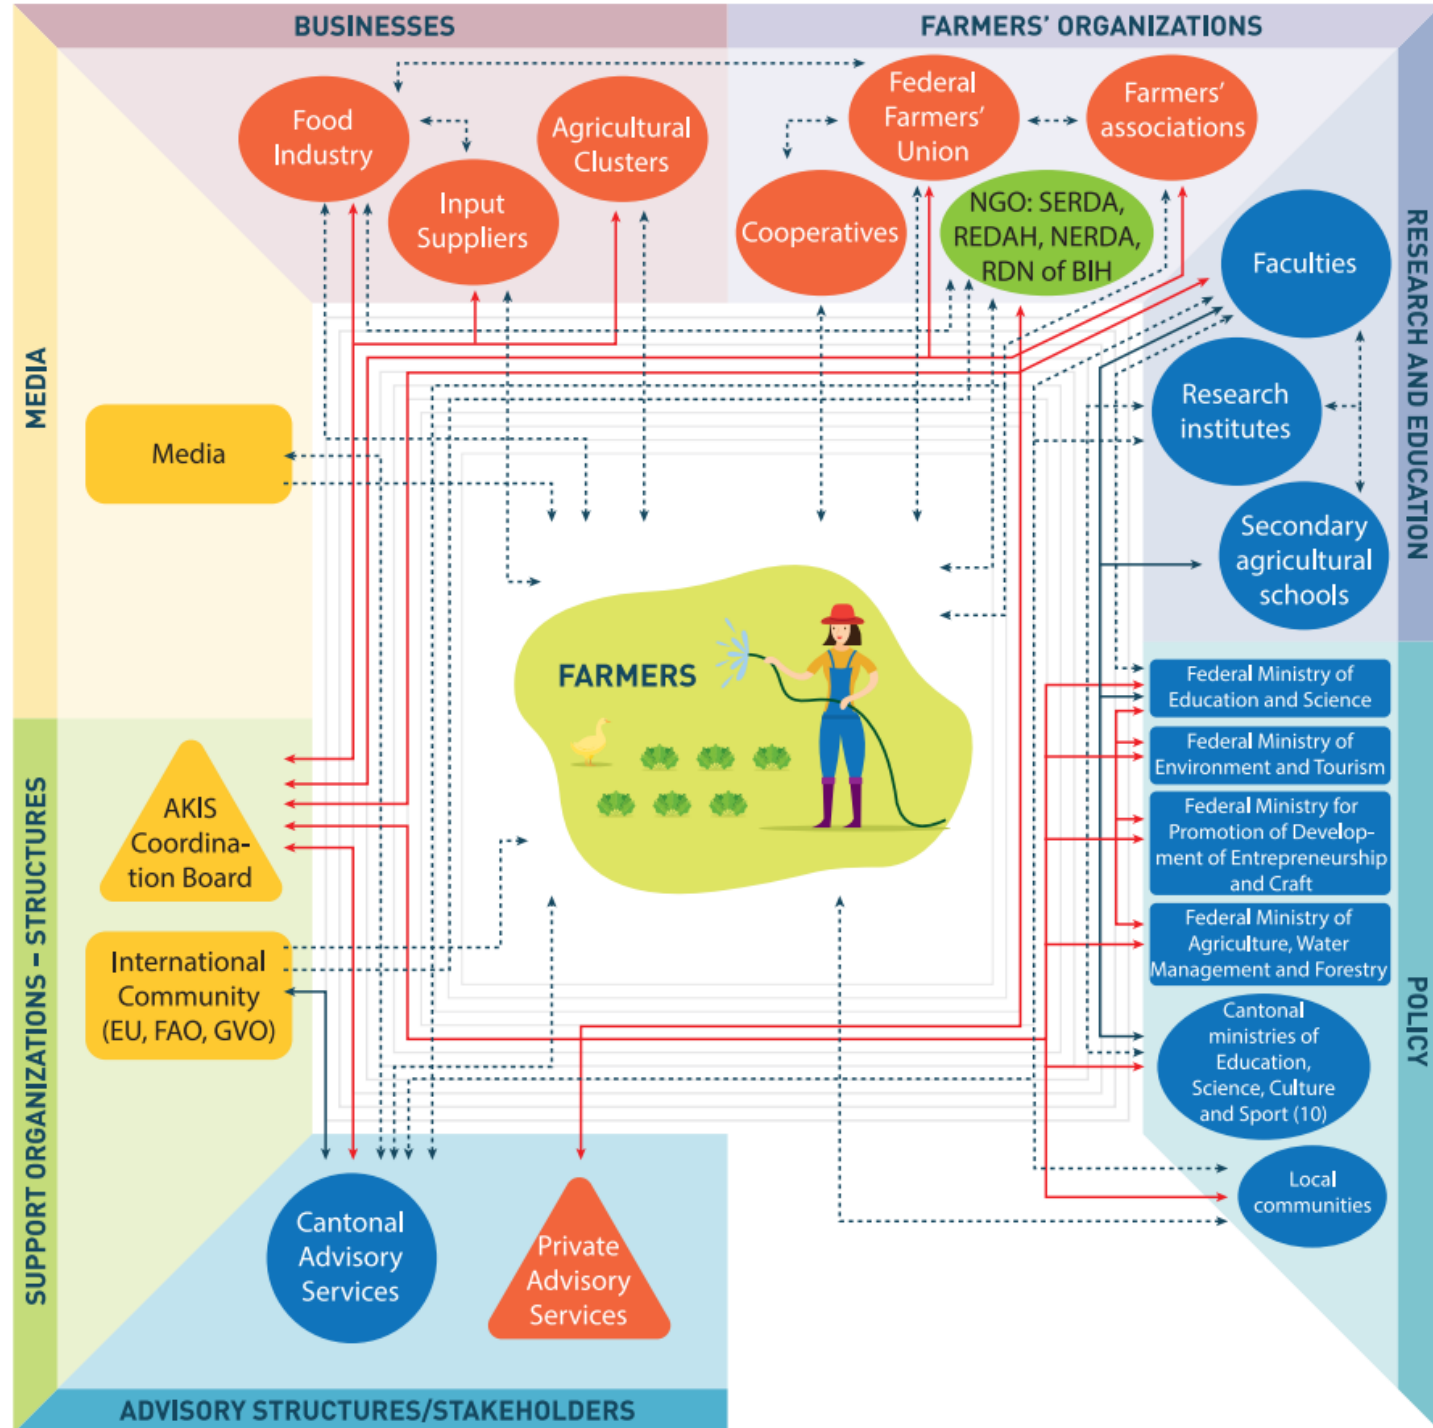 BUSINESSES
FARMERS' ORGANIZATIONS
Food
Industry
Input
Suppliers
Agricultural
Clusters
Federal
Farmers'
Union
Farmers'
associations
Cooperatives
NGO: SERDA,
REDAH, NERDA,
RDN of BIH
RESEARCH AND EDUCATION
Faculties
Research
institutes
Secondary
agricultural
schools
MEDIA
Media
FARMERS
POLICY
Federal Ministry of
Education and Science
Federal Ministry of
Environment and Tourism
Federal Ministry for
Promotion of Develop-
ment of Entrepreneurship
and Craft
Federal Ministry of
Agriculture, Water
Management and Forestry
Cantonal
ministries of
Education,
Science, Culture
and Sport (10)
Local
communities
SUPPORT ORGANIZATIONS – STRUCTURES
AKIS
Coordina-
tion Board
International
Community
(EU, FAO, GVO)
Cantonal
Advisory
Services
Private
Advisory
Services
ADVISORY STRUCTURES/STAKEHOLDERS